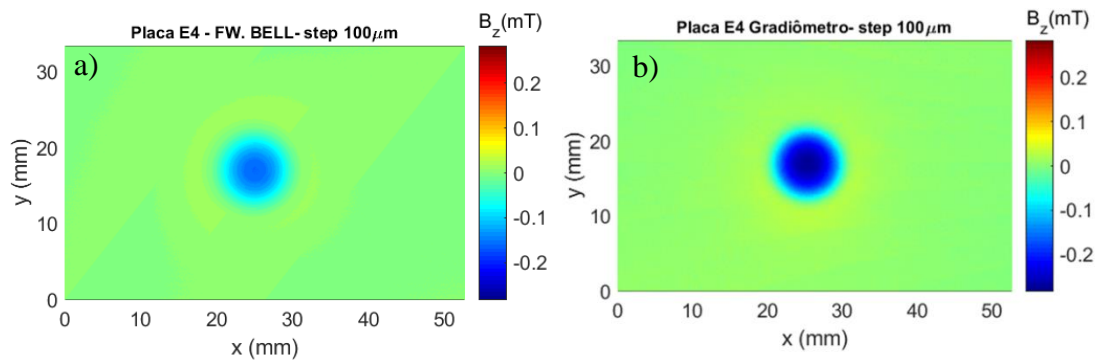 Placa E4 - FW. BELL- step 100μm
B_z(mT)
a)
30
20
10
0
y (mm)
0 10 20 30 40 50
x (mm)
0.2
0.1
0
-0.1
-0.2
Placa E4 Gradiômetro- step 100μm
B_z(mT)
b)
30
20
10
0
y (mm)
0 10 20 30 40 50
x (mm)
0.2
0.1
0
-0.1
-0.2